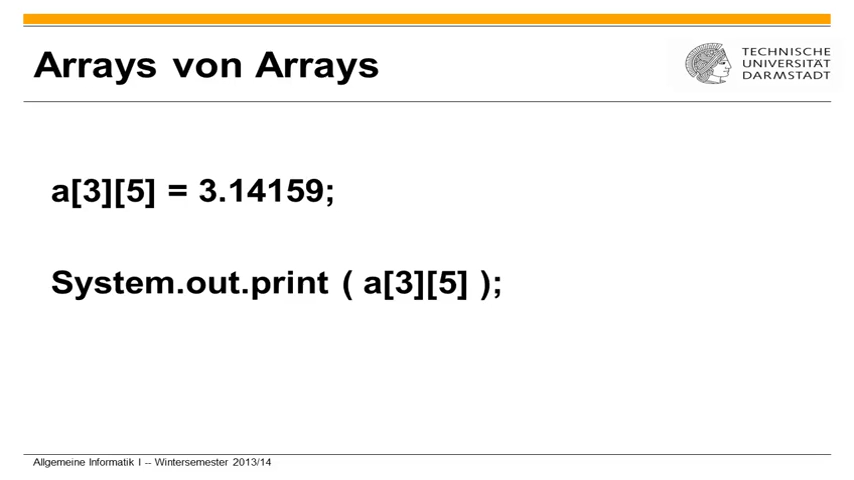 Arrays von Arrays
TECHNISCHE
UNIVERSITÄT
DARMSTADT
a[3][5] = 3.14159;
System.out.print ( a[3][5] );
Allgemeine Informatik I -- Wintersemester 2013/14